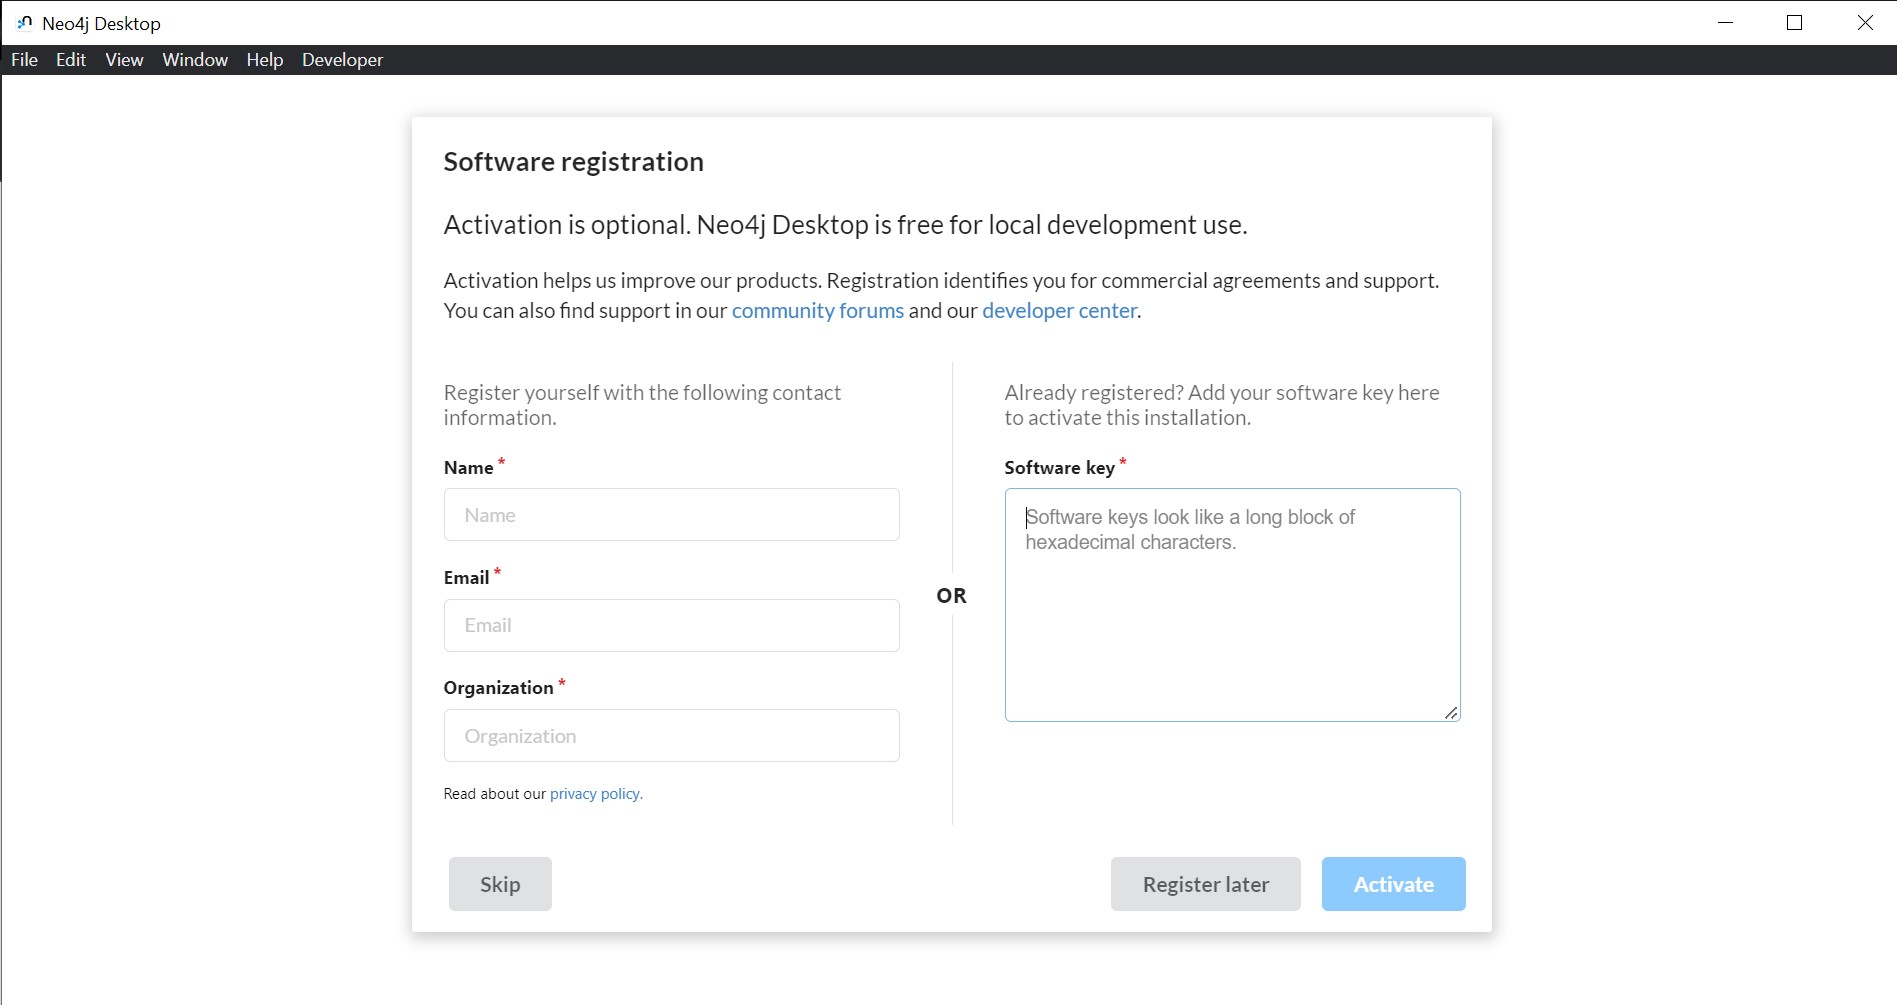 Neo4j Desktop
File Edit View Window Help Developer
Software registration
Activation is optional. Neo4j Desktop is free for local development use.
Activation helps us improve our products. Registration identifies you for commercial agreements and support.
You can also find support in our community forums and our developer center.
Register yourself with the following contact
information.
Name *
Name
Email *
Email
Organization *
Organization
Read about our privacy policy.
OR
Already registered? Add your software key here
to activate this installation.
Software key *
Software keys look like a long block of
hexadecimal characters.
Skip
Register later
Activate